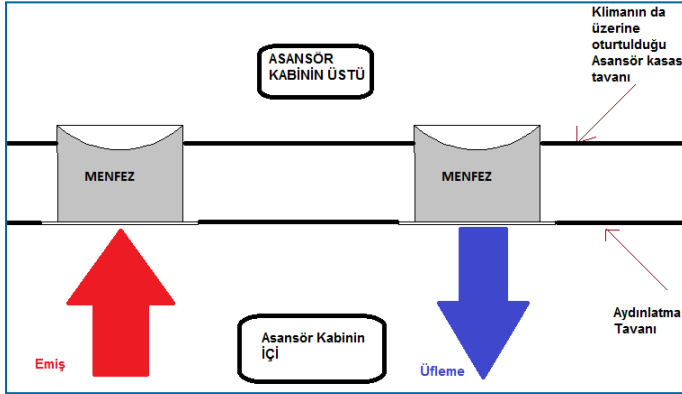 Klimanın da
üzerine
oturtulduğu
Asansör kasas
tavanı
ASANSÖR
KABİNİN ÜSTÜ
MENFEZ
MENFEZ
Aydınlatma
Tavanı
Asansör Kabinin
İÇİ
Emiş
Üfleme